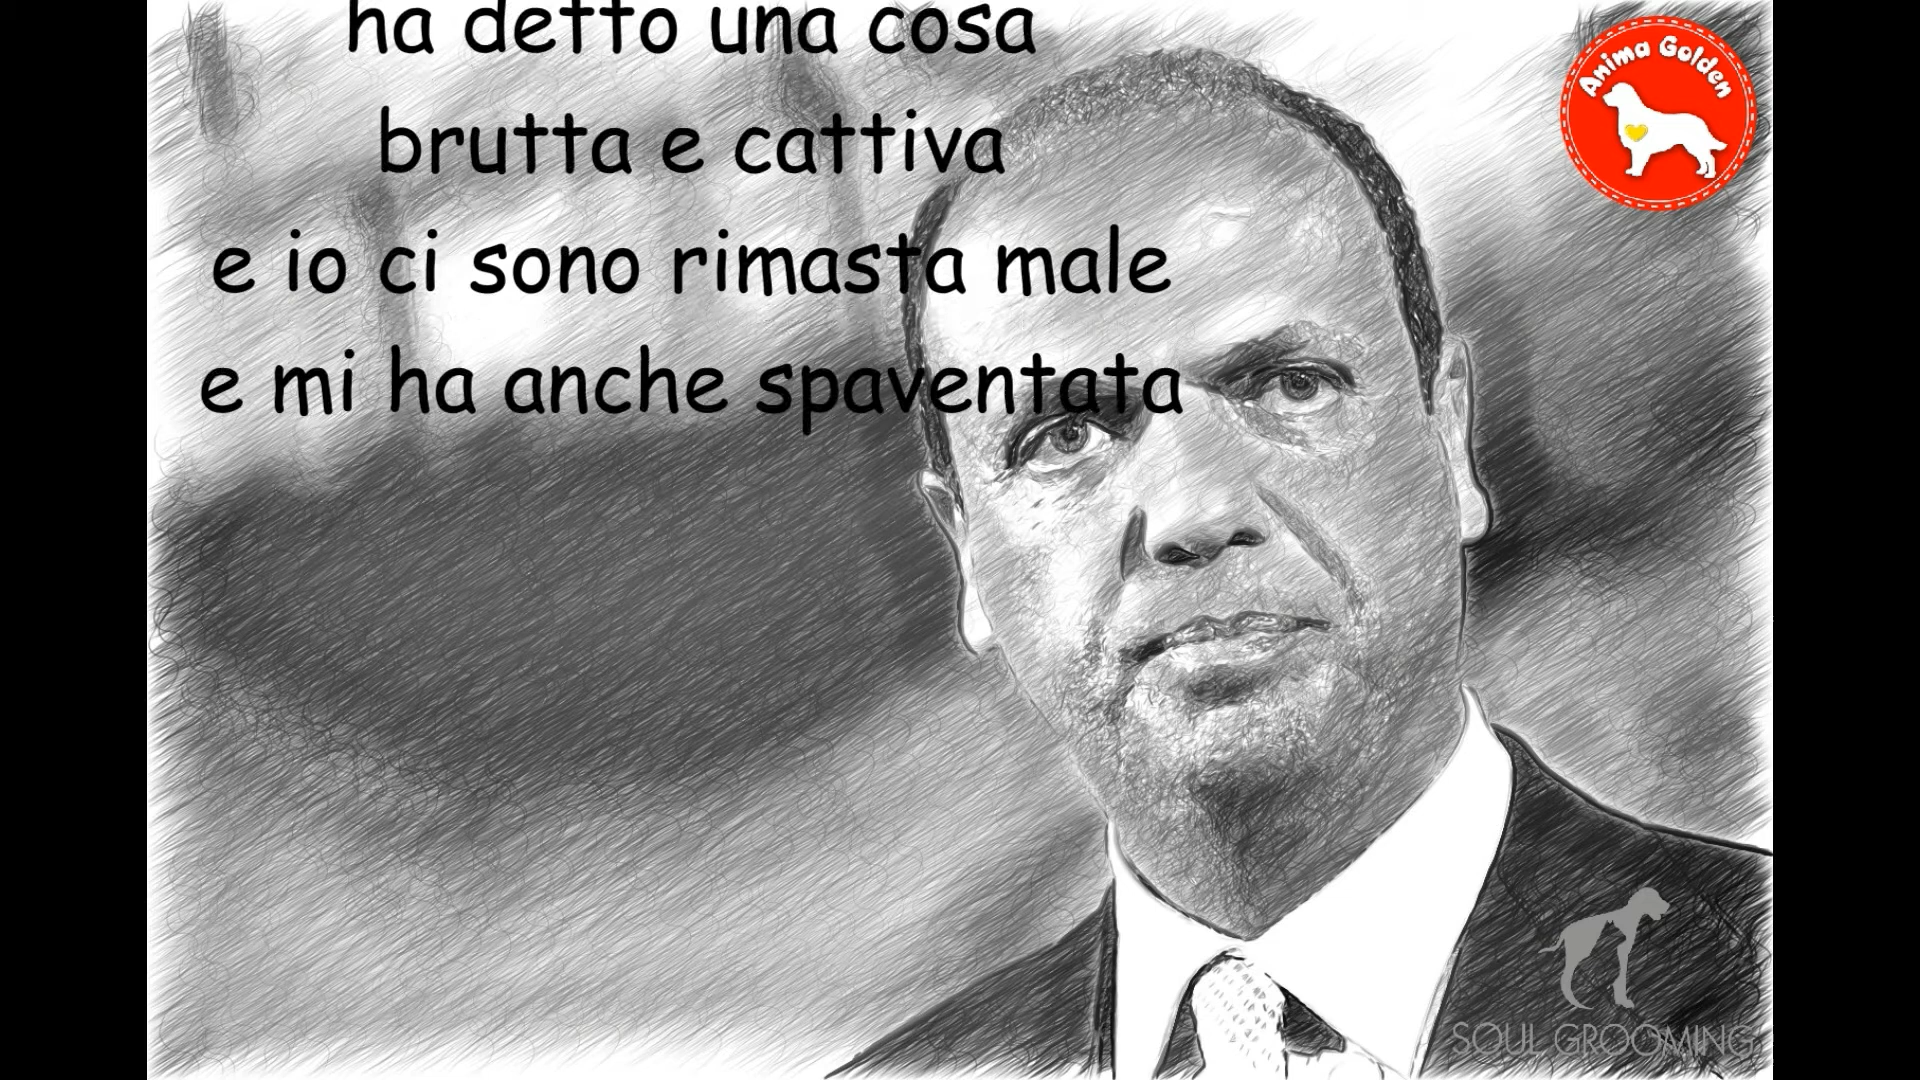 ha detto una cosa
brutta e cattiva
e io ci sono rimasta male
e mi ha anche spaventata
Anima Golden
SOUL GROOMING